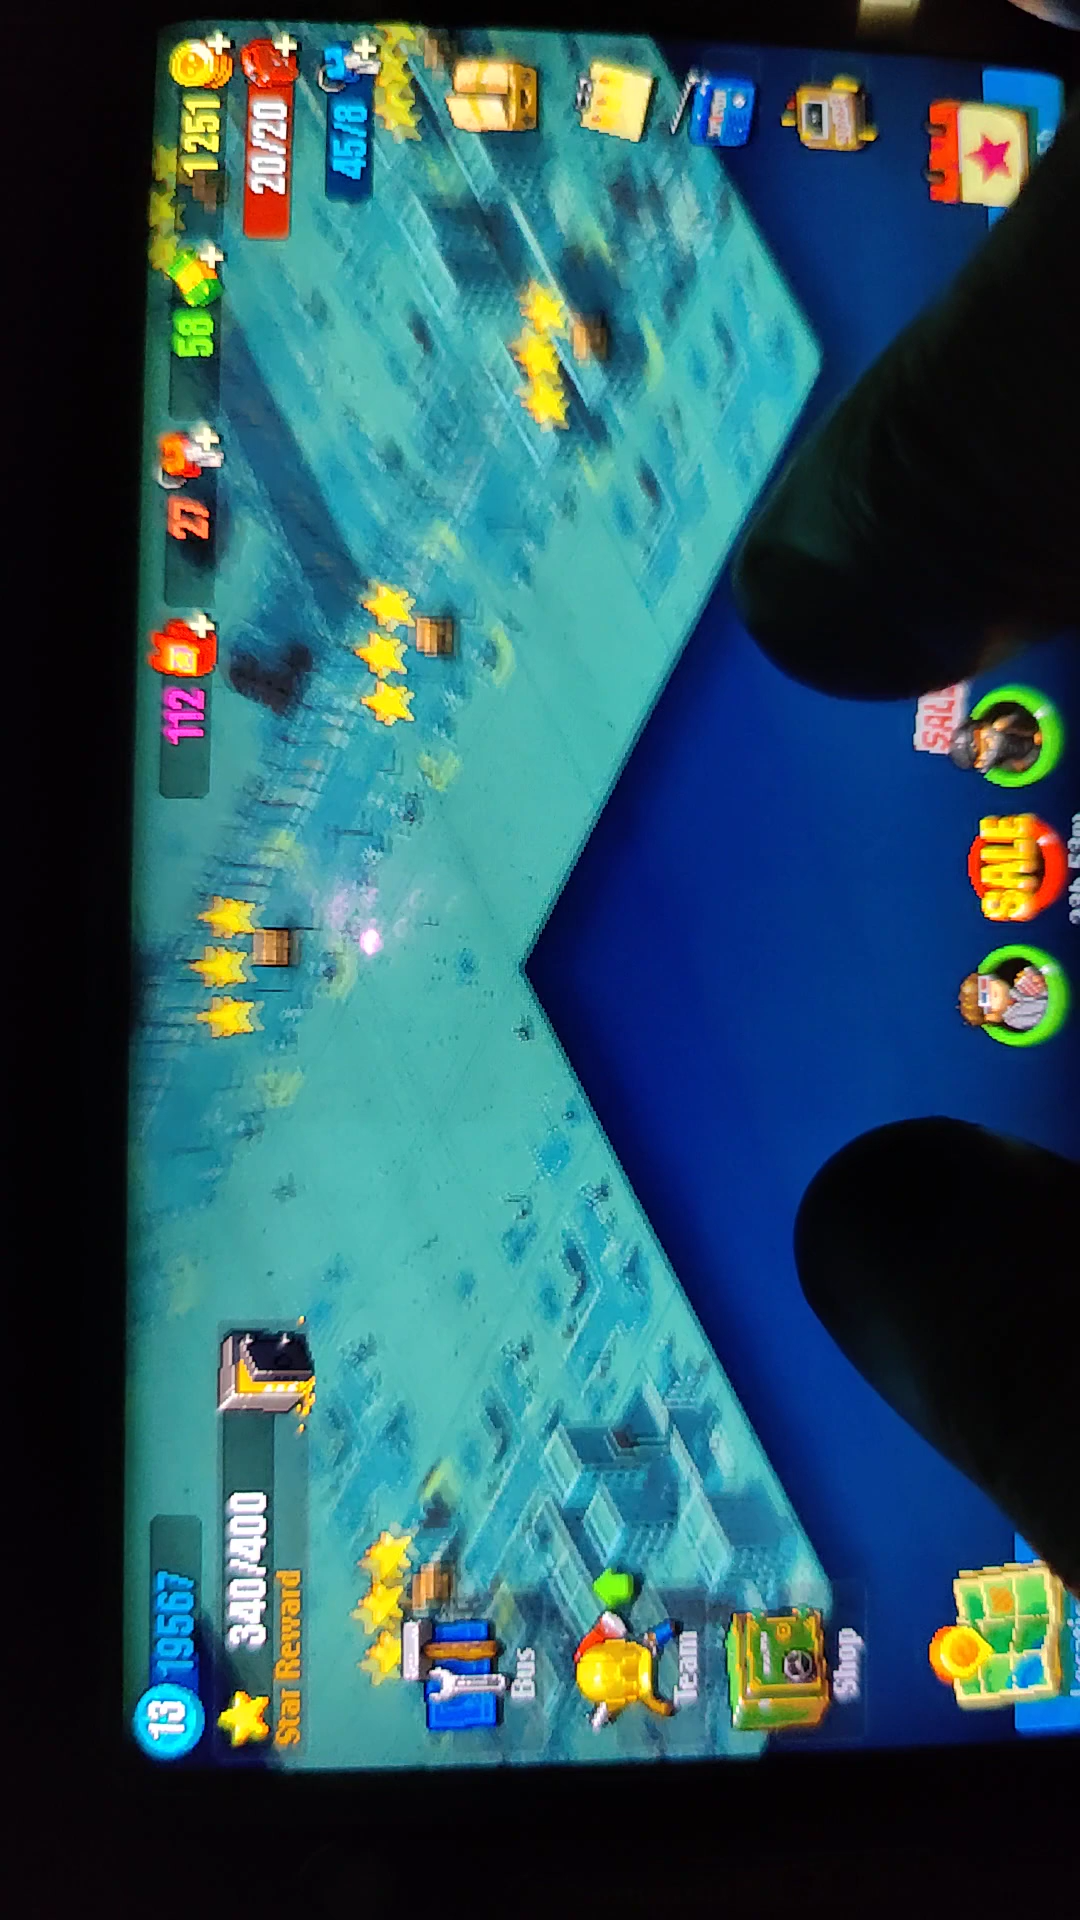 13 19567
112
27
58
1251
340/400
Star Reward
20/20
45/8
Bus
Team
Shop
SALE
SALE